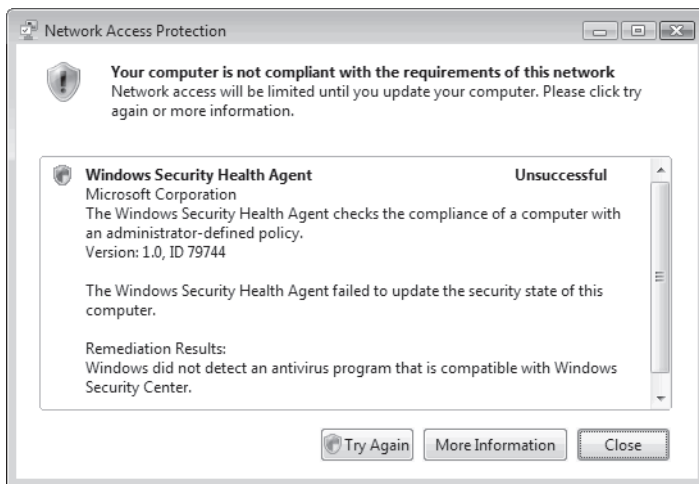 Network Access Protection
Your computer is not compliant with the requirements of this network
Network access will be limited until you update your computer. Please click try
again or more information.
Windows Security Health Agent Unsuccessful
Microsoft Corporation
The Windows Security Health Agent checks the compliance of a computer with
an administrator-defined policy.
Version: 1.0, ID 79744
The Windows Security Health Agent failed to update the security state of this
computer.
Remediation Results:
Windows did not detect an antivirus program that is compatible with Windows
Security Center.
Try Again More Information Close